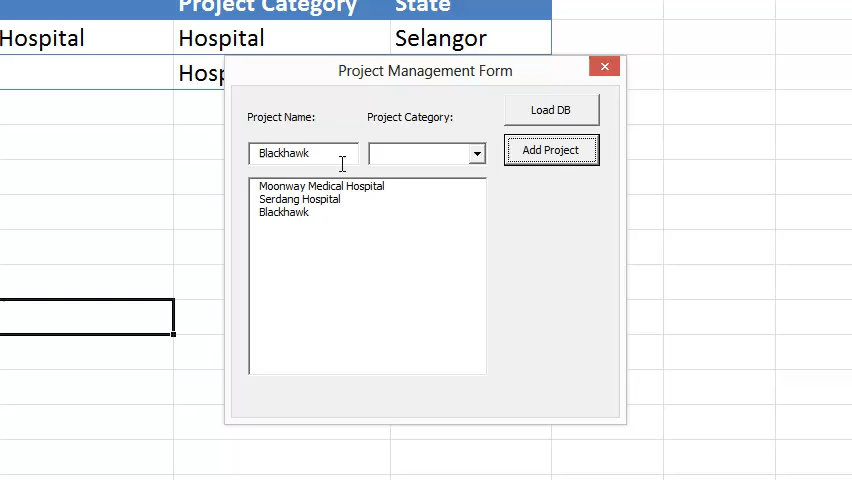 Project Category State
Hospital Hospital Selangor
Hosp
Project Management Form
Project Name: Project Category: Load DB
Blackhawk Add Project
Moonway Medical Hospital
Serdang Hospital
Blackhawk